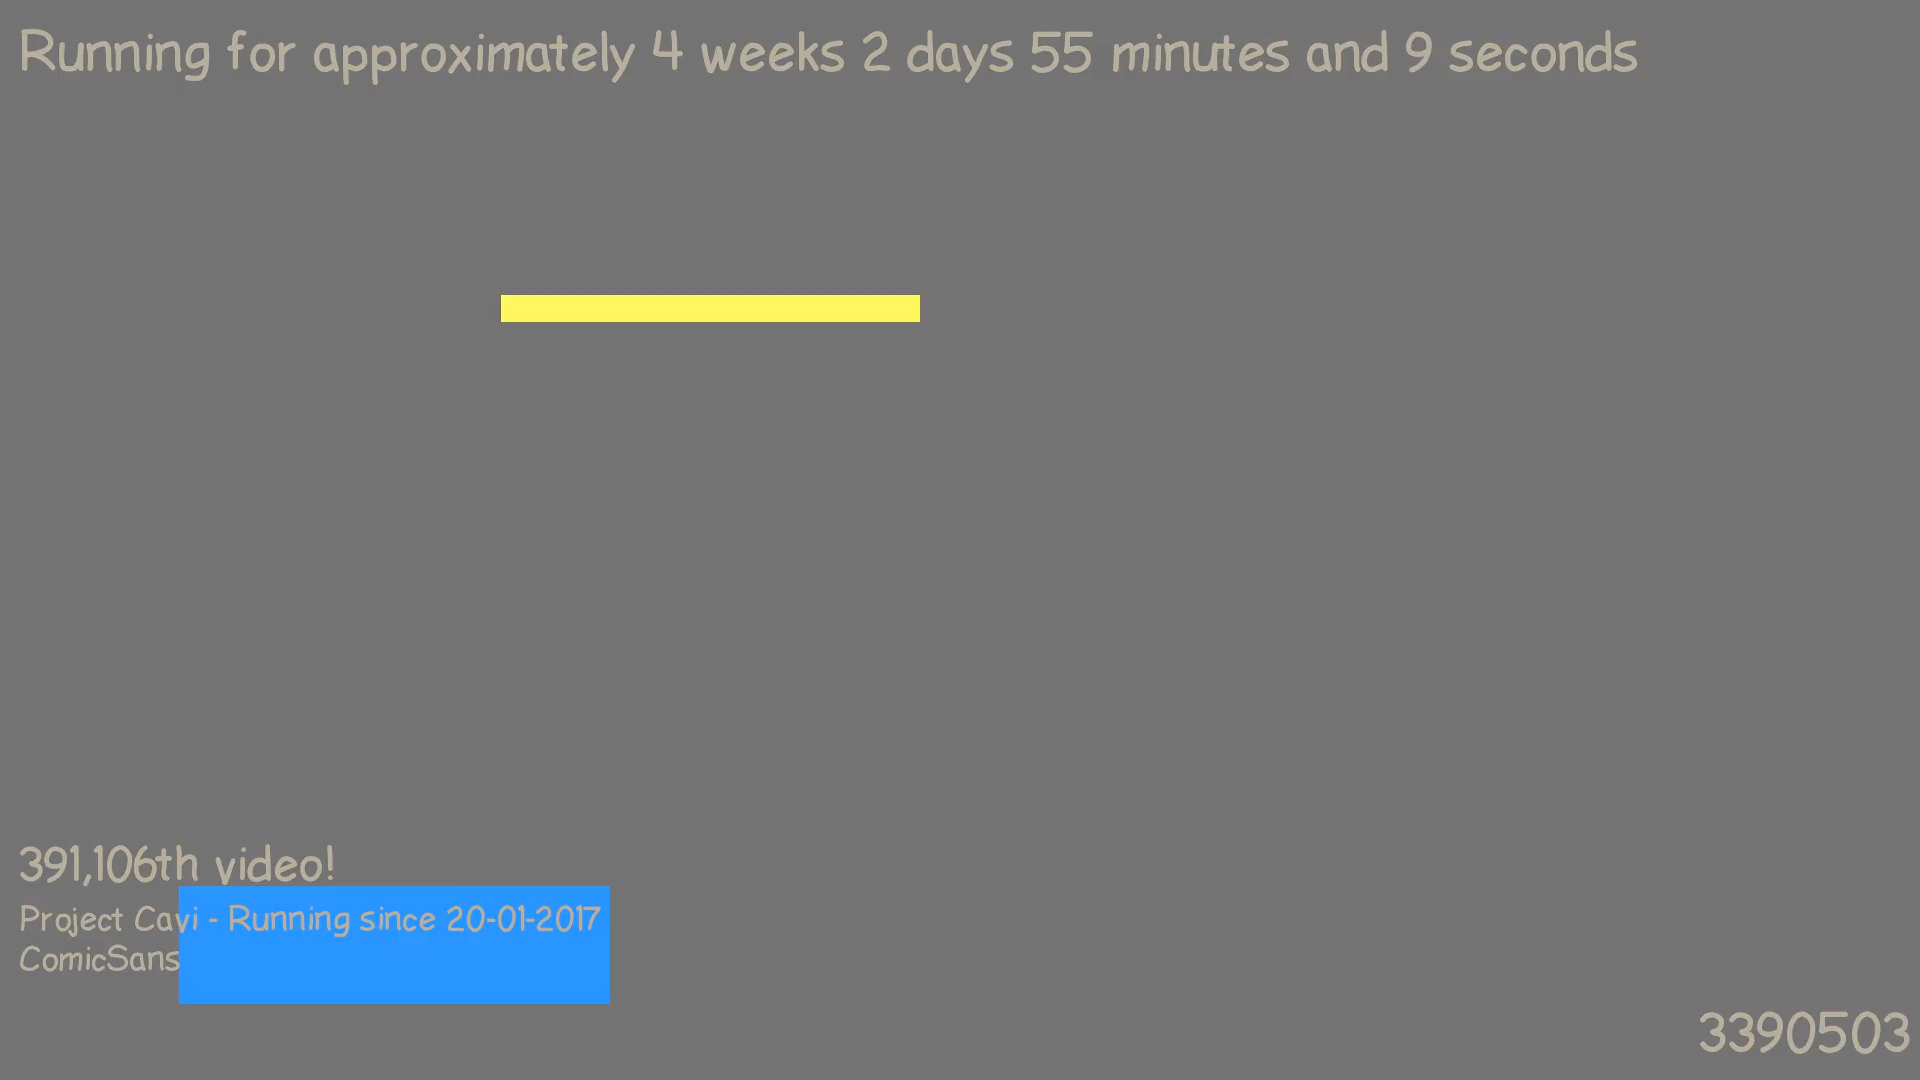 Running for approximately 4 weeks 2 days 55 minutes and 9 seconds
391,106th video!
Project Cavi - Running since 20-01-2017
ComicSans
3390503